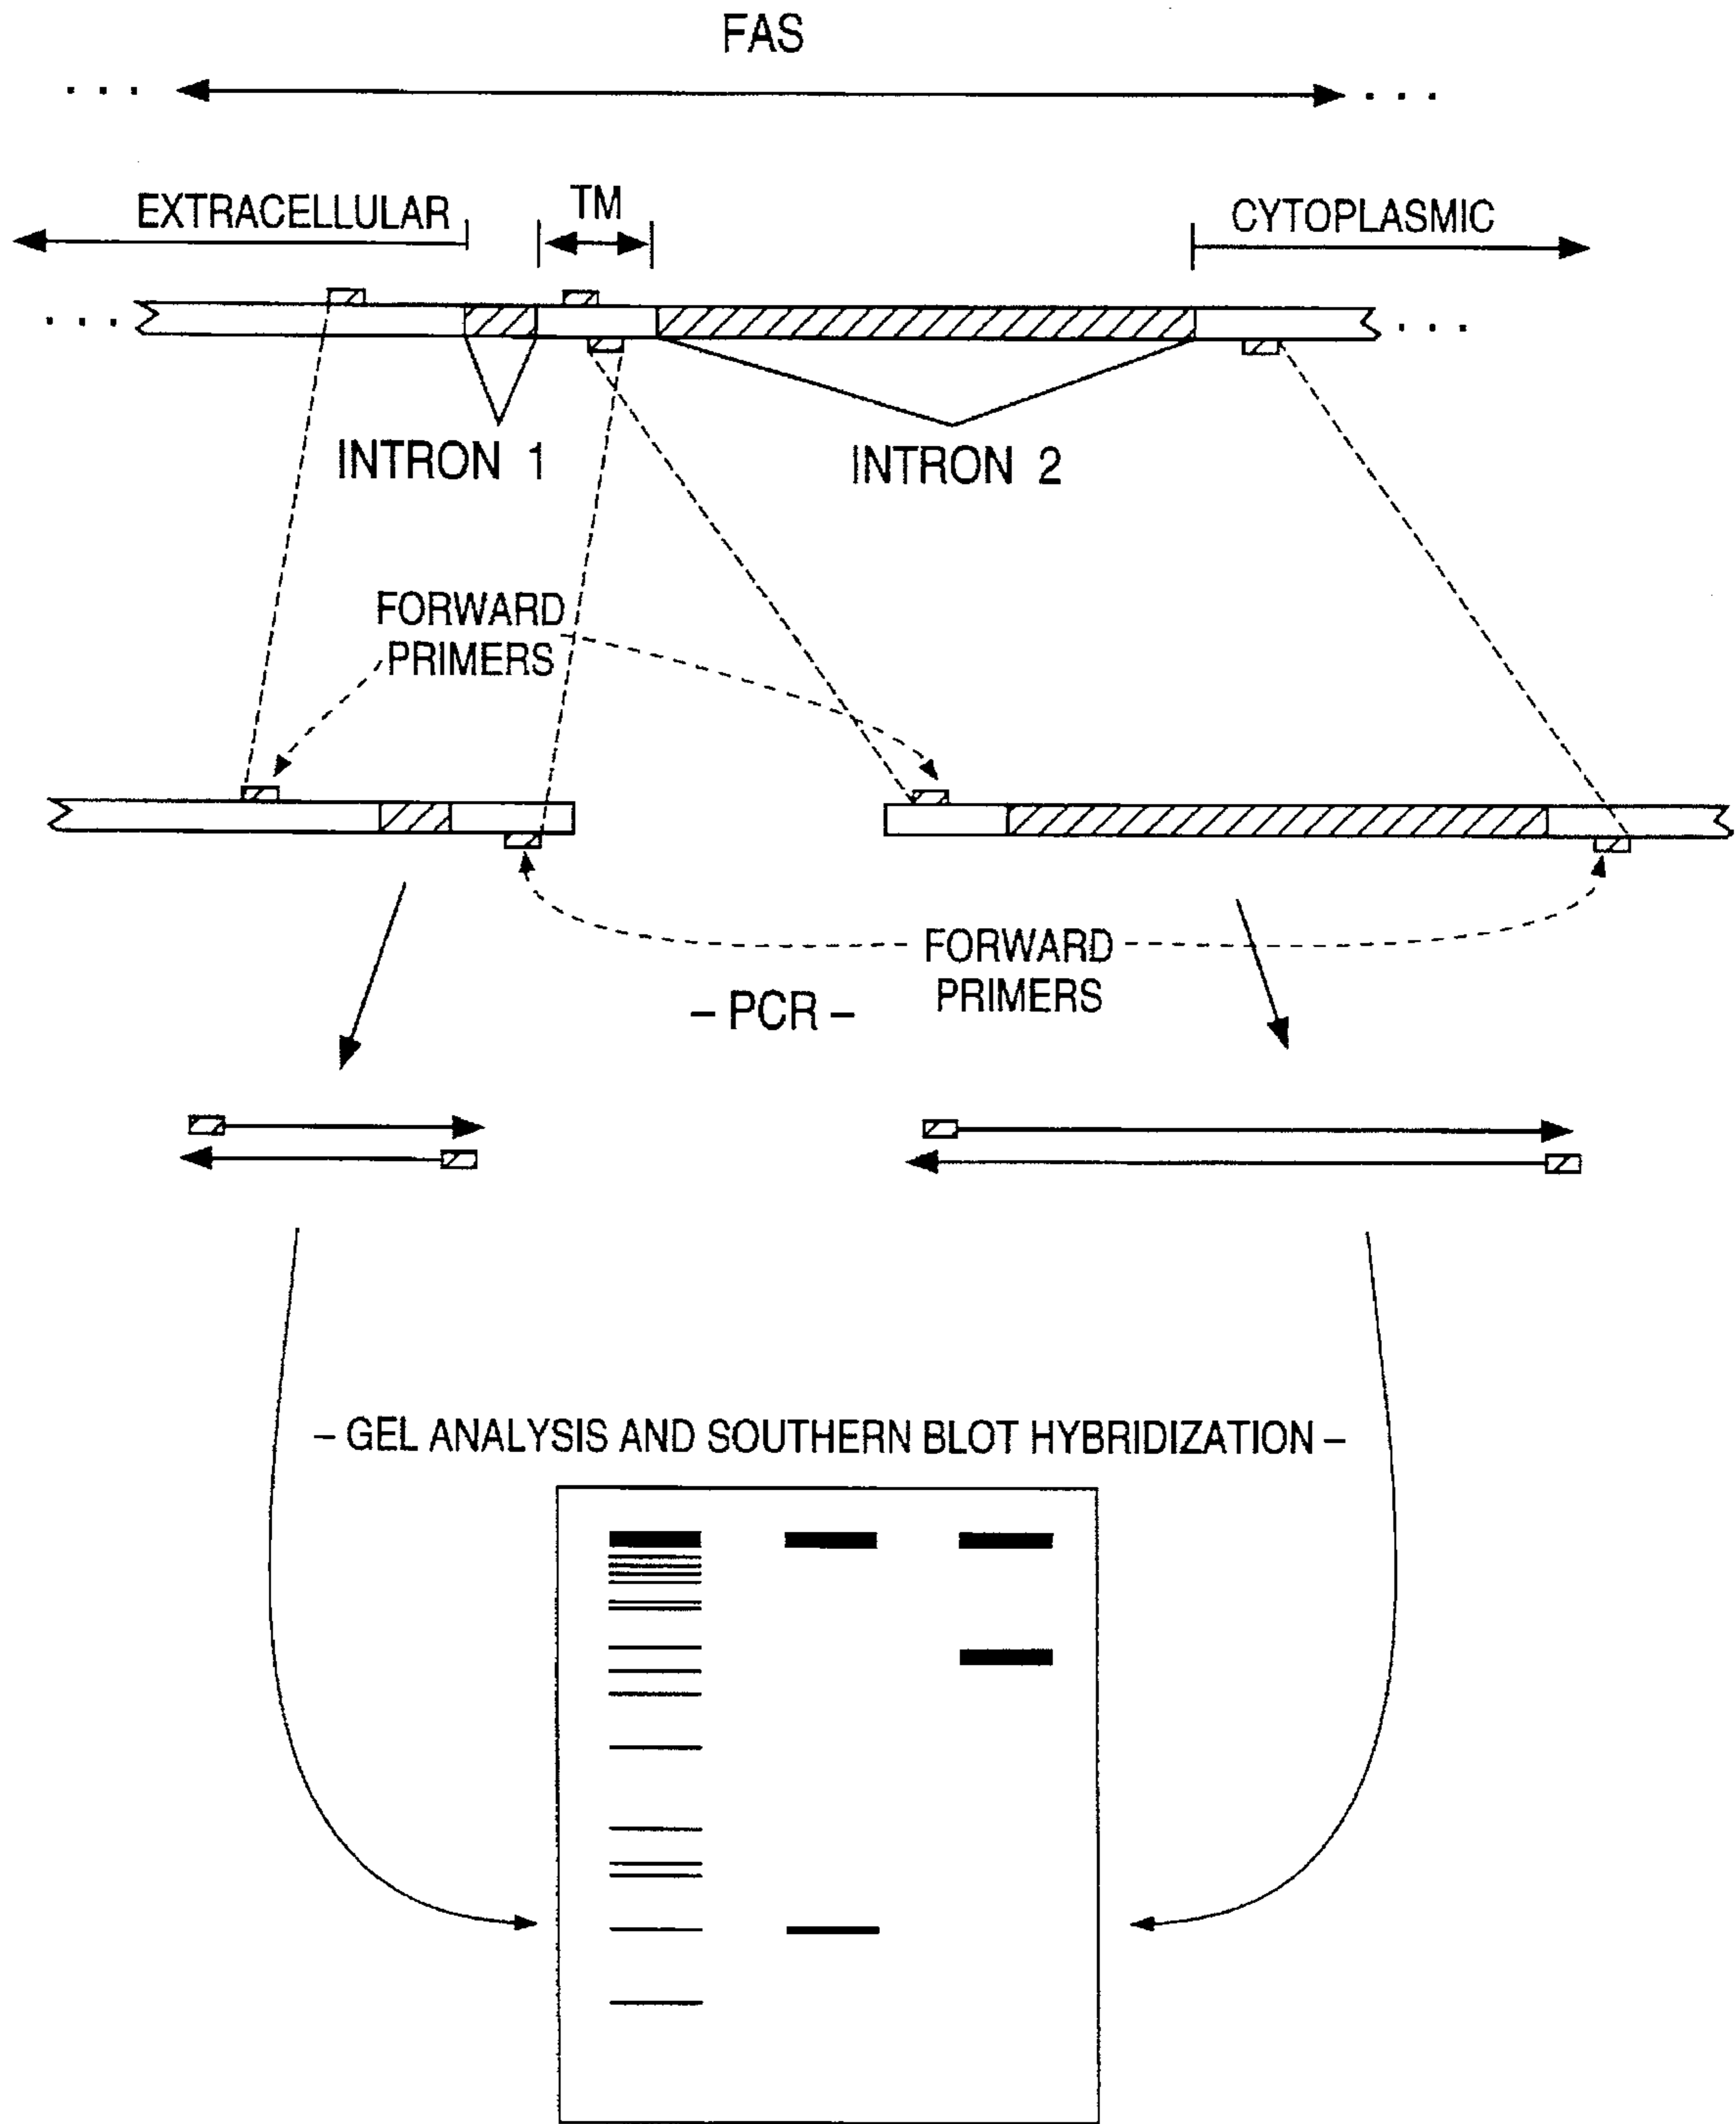 FAS
EXTRACELLULAR
TM
CYTOPLASMIC
INTRON 1
INTRON 2
FORWARD
PRIMERS
FORWARD
PRIMERS
– PCR –
– GEL ANALYSIS AND SOUTHERN BLOT HYBRIDIZATION –